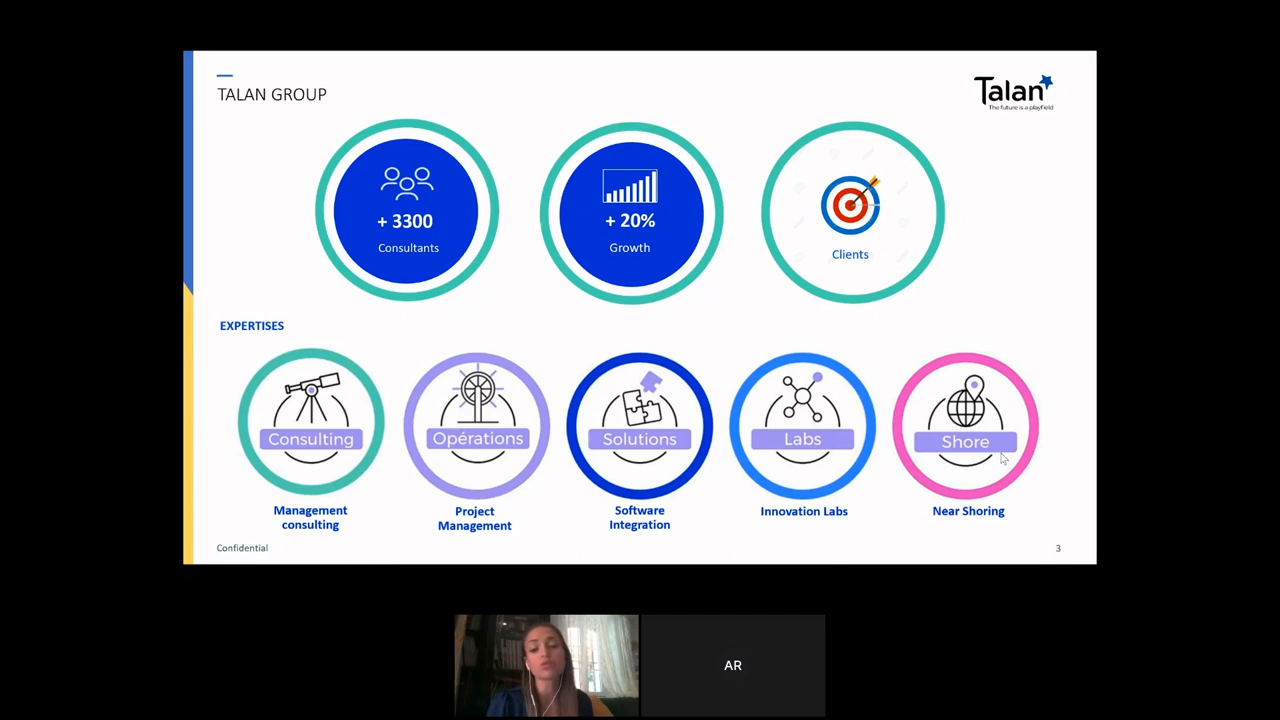 TALAN GROUP
Talan
The future is a playfield
+ 3300
Consultants
+ 20%
Growth
Clients
EXPERTISES
Consulting
Opérations
Solutions
Labs
Shore
Management
consulting
Project
Management
Software
Integration
Innovation Labs
Near Shoring
Confidential
3
AR